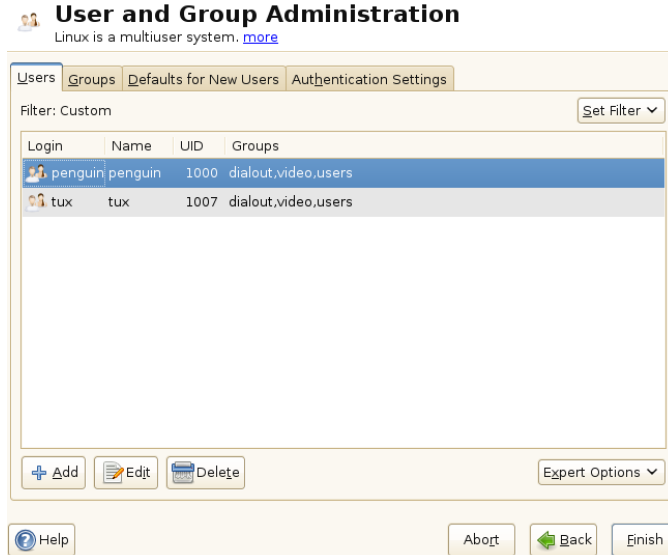 User and Group Administration
Linux is a multiuser system. more
Users Groups Defaults for New Users Authentication Settings
Filter: Custom Set Filter
Login Name UID Groups
penguin penguin 1000 dialout,video,users
tux tux 1007 dialout,video,users
Add Edit Delete Expert Options
Help Abort Back Finish